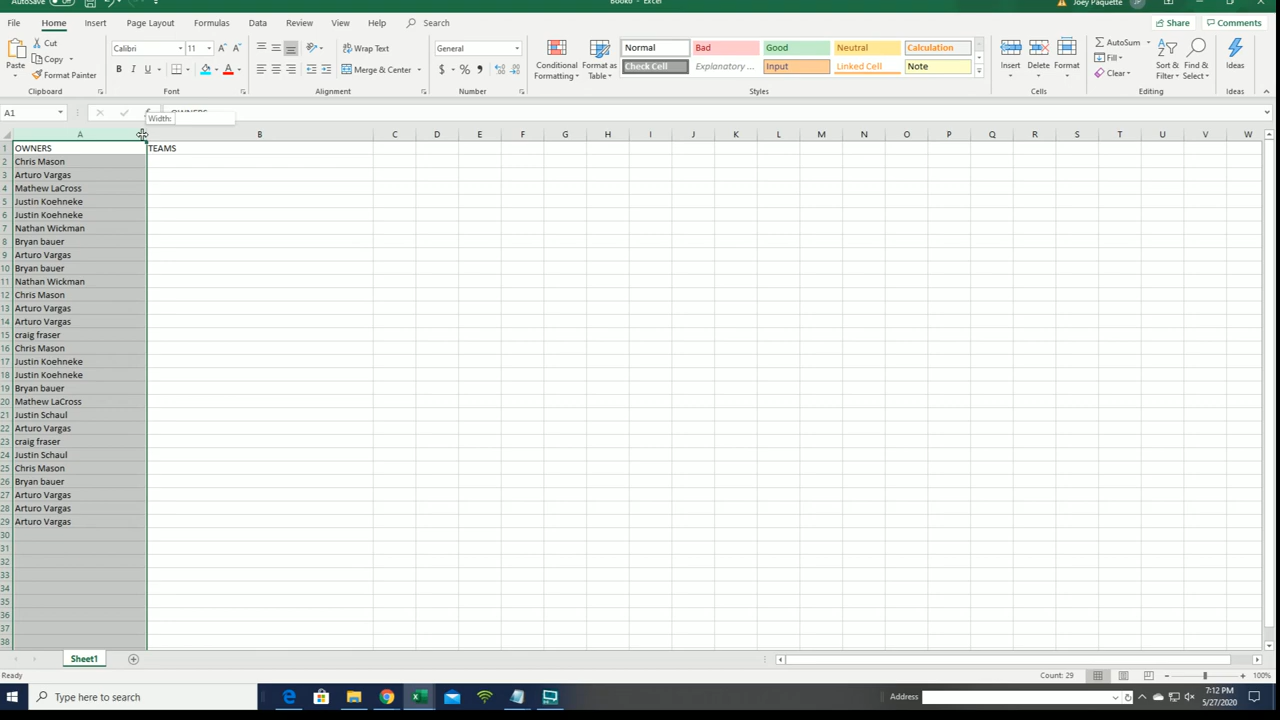 AutoSave Off Book6 - Excel Joey Paquette JP
File Home Insert Page Layout Formulas Data Review View Help Search Share Comments
Paste Cut Copy Format Painter Clipboard
Calibri 11 A A B I U A Font
Wrap Text Merge & Center Alignment
General $ % , Number
Conditional Formatting Format as Table
Normal Bad Good Neutral Calculation
Check Cell Explanatory ... Input Linked Cell Note
Styles
Insert Delete Format Cells
AutoSum Fill Clear Sort & Filter Find & Select Editing
Ideas Ideas
A1 OWNERS
Width:
A B C D E F G H I J K L M N O P Q R S T U V W
1 OWNERS TEAMS
2 Chris Mason
3 Arturo Vargas
4 Mathew LaCross
5 Justin Koehneke
6 Justin Koehneke
7 Nathan Wickman
8 Bryan bauer
9 Arturo Vargas
10 Bryan bauer
11 Nathan Wickman
12 Chris Mason
13 Arturo Vargas
14 Arturo Vargas
15 craig fraser
16 Chris Mason
17 Justin Koehneke
18 Justin Koehneke
19 Bryan bauer
20 Mathew LaCross
21 Justin Schaul
22 Arturo Vargas
23 craig fraser
24 Justin Schaul
25 Chris Mason
26 Bryan bauer
27 Arturo Vargas
28 Arturo Vargas
29 Arturo Vargas
30
31
32
33
34
35
36
37
38
Sheet1
Ready Count: 29 100%
Type here to search Address 7:12 PM
5/27/2020